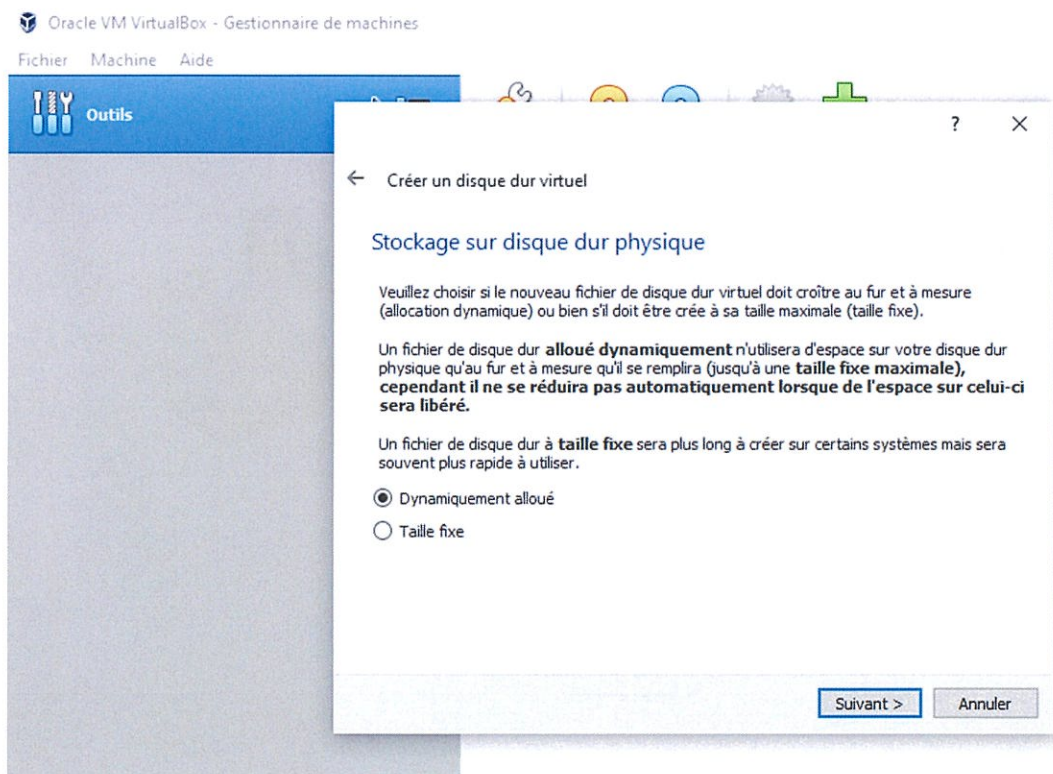 Oracle VM VirtualBox - Gestionnaire de machines
Fichier Machine Aide
Outils
?
Créer un disque dur virtuel
Stockage sur disque dur physique
Veuillez choisir si le nouveau fichier de disque dur virtuel doit croître au fur et à mesure
(allocation dynamique) ou bien s'il doit être crée à sa taille maximale (taille fixe).
Un fichier de disque dur alloué dynamiquement n'utilisera d'espace sur votre disque dur
physique qu'au fur et à mesure qu'il se remplira (jusqu'à une taille fixe maximale),
cependant il ne se réduira pas automatiquement lorsque de l'espace sur celui-ci
sera libéré.
Un fichier de disque dur à taille fixe sera plus long à créer sur certains systèmes mais sera
souvent plus rapide à utiliser.
Dynamiquement alloué
Taille fixe
Suivant > Annuler